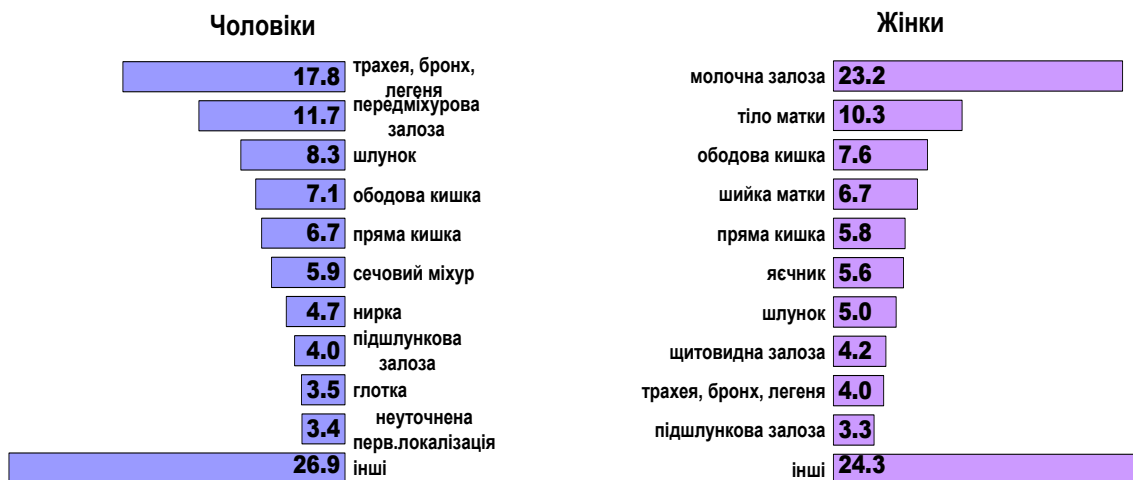 Чоловіки
17.8 трахея, бронх,
легеня
11.7 передміхурова
залоза
8.3 шлунок
7.1 ободова кишка
6.7 пряма кишка
5.9 сечовий міхур
4.7 нирка
4.0 підшлункова
залоза
3.5 глотка
3.4 неуточнена
перв.локалізація
26.9 інші
Жінки
молочна залоза 23.2
тіло матки 10.3
ободова кишка 7.6
шийка матки 6.7
пряма кишка 5.8
яєчник 5.6
шлунок 5.0
щитовидна залоза 4.2
трахея, бронх, легеня 4.0
підшлункова залоза 3.3
інші 24.3